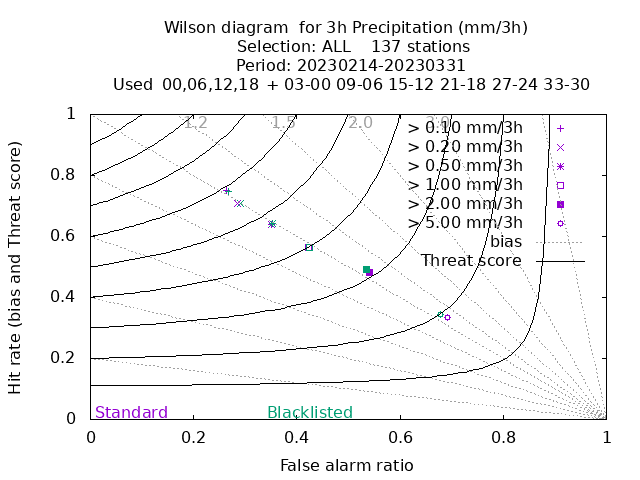 Wilson diagram  for 3h Precipitation (mm/3h)
Selection: ALL    137 stations
Period: 20230214-20230331
Used  00,06,12,18  + 03-00 09-06 15-12 21-18 27-24 33-30
Hit rate (bias and Threat score)
1
0.8
0.6
0.4
0.2
0
1.2
1.5
2.0
3.0
> 0.10 mm/3h
> 0.20 mm/3h
> 0.50 mm/3h
> 1.00 mm/3h
> 2.00 mm/3h
> 5.00 mm/3h
bias
Threat score
Standard
Blacklisted
0
0.2
0.4
0.6
0.8
1
False alarm ratio